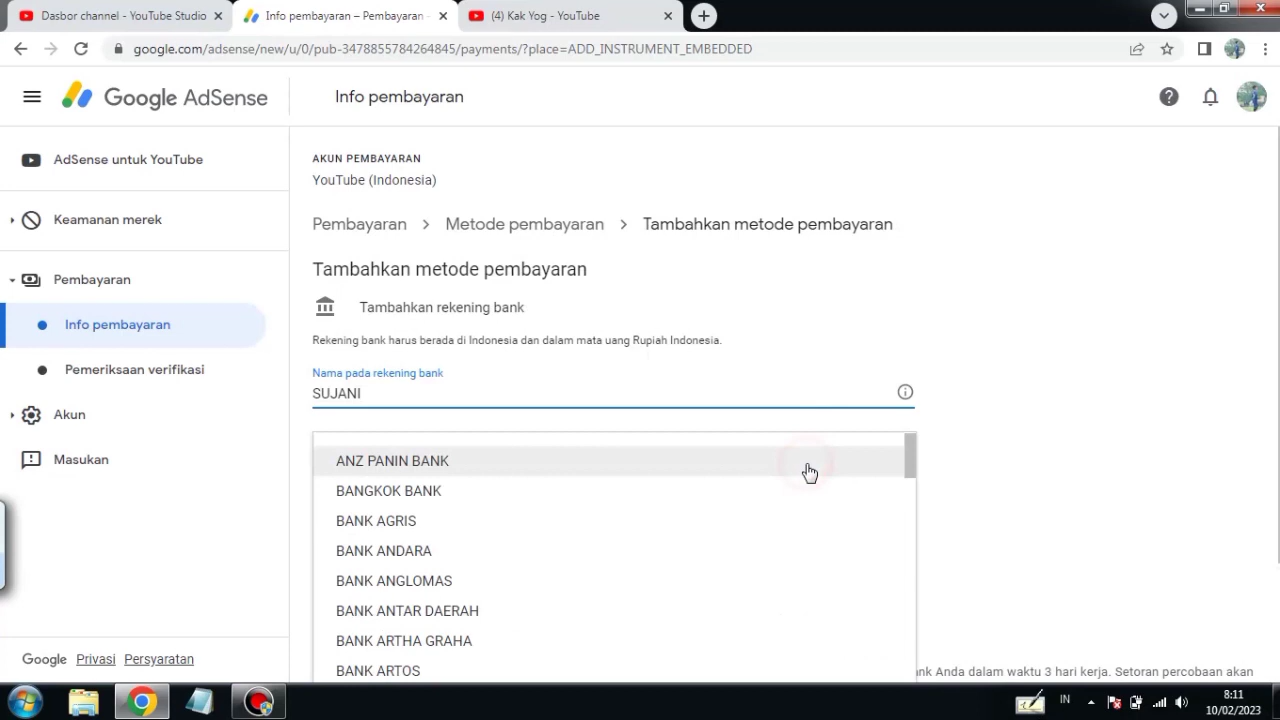 Dasbor channel - YouTube Studio
Info pembayaran – Pembayaran -
(4) Kak Yog - YouTube
google.com/adsense/new/u/0/pub-3478855784264845/payments/?place=ADD_INSTRUMENT_EMBEDDED
Google AdSense
Info pembayaran
AdSense untuk YouTube
Keamanan merek
Pembayaran
Info pembayaran
Pemeriksaan verifikasi
Akun
Masukan
Google Privasi Persyaratan
AKUN PEMBAYARAN
YouTube (Indonesia)
Pembayaran > Metode pembayaran > Tambahkan metode pembayaran
Tambahkan metode pembayaran
Tambahkan rekening bank
Rekening bank harus berada di Indonesia dan dalam mata uang Rupiah Indonesia.
Nama pada rekening bank
SUJANI
ANZ PANIN BANK
BANGKOK BANK
BANK AGRIS
BANK ANDARA
BANK ANGLOMAS
BANK ANTAR DAERAH
BANK ARTHA GRAHA
BANK ARTOS
ank Anda dalam waktu 3 hari kerja. Setoran percobaan akan
IN
8:11
10/02/2023